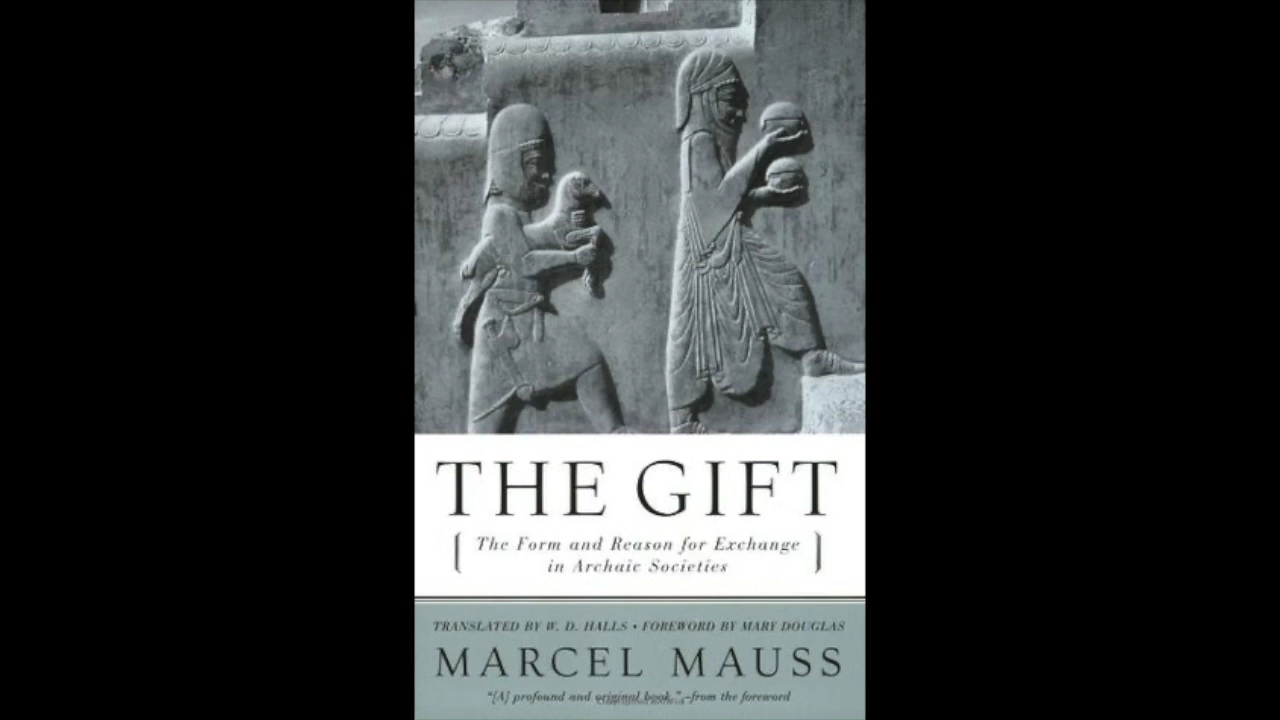 THE GIFT
The Form and Reason for Exchange
in Archaic Societies
TRANSLATED BY W. D. HALLS • FOREWORD BY MARY DOUGLAS
MARCEL MAUSS
"[A] profound and original book."–from the foreword